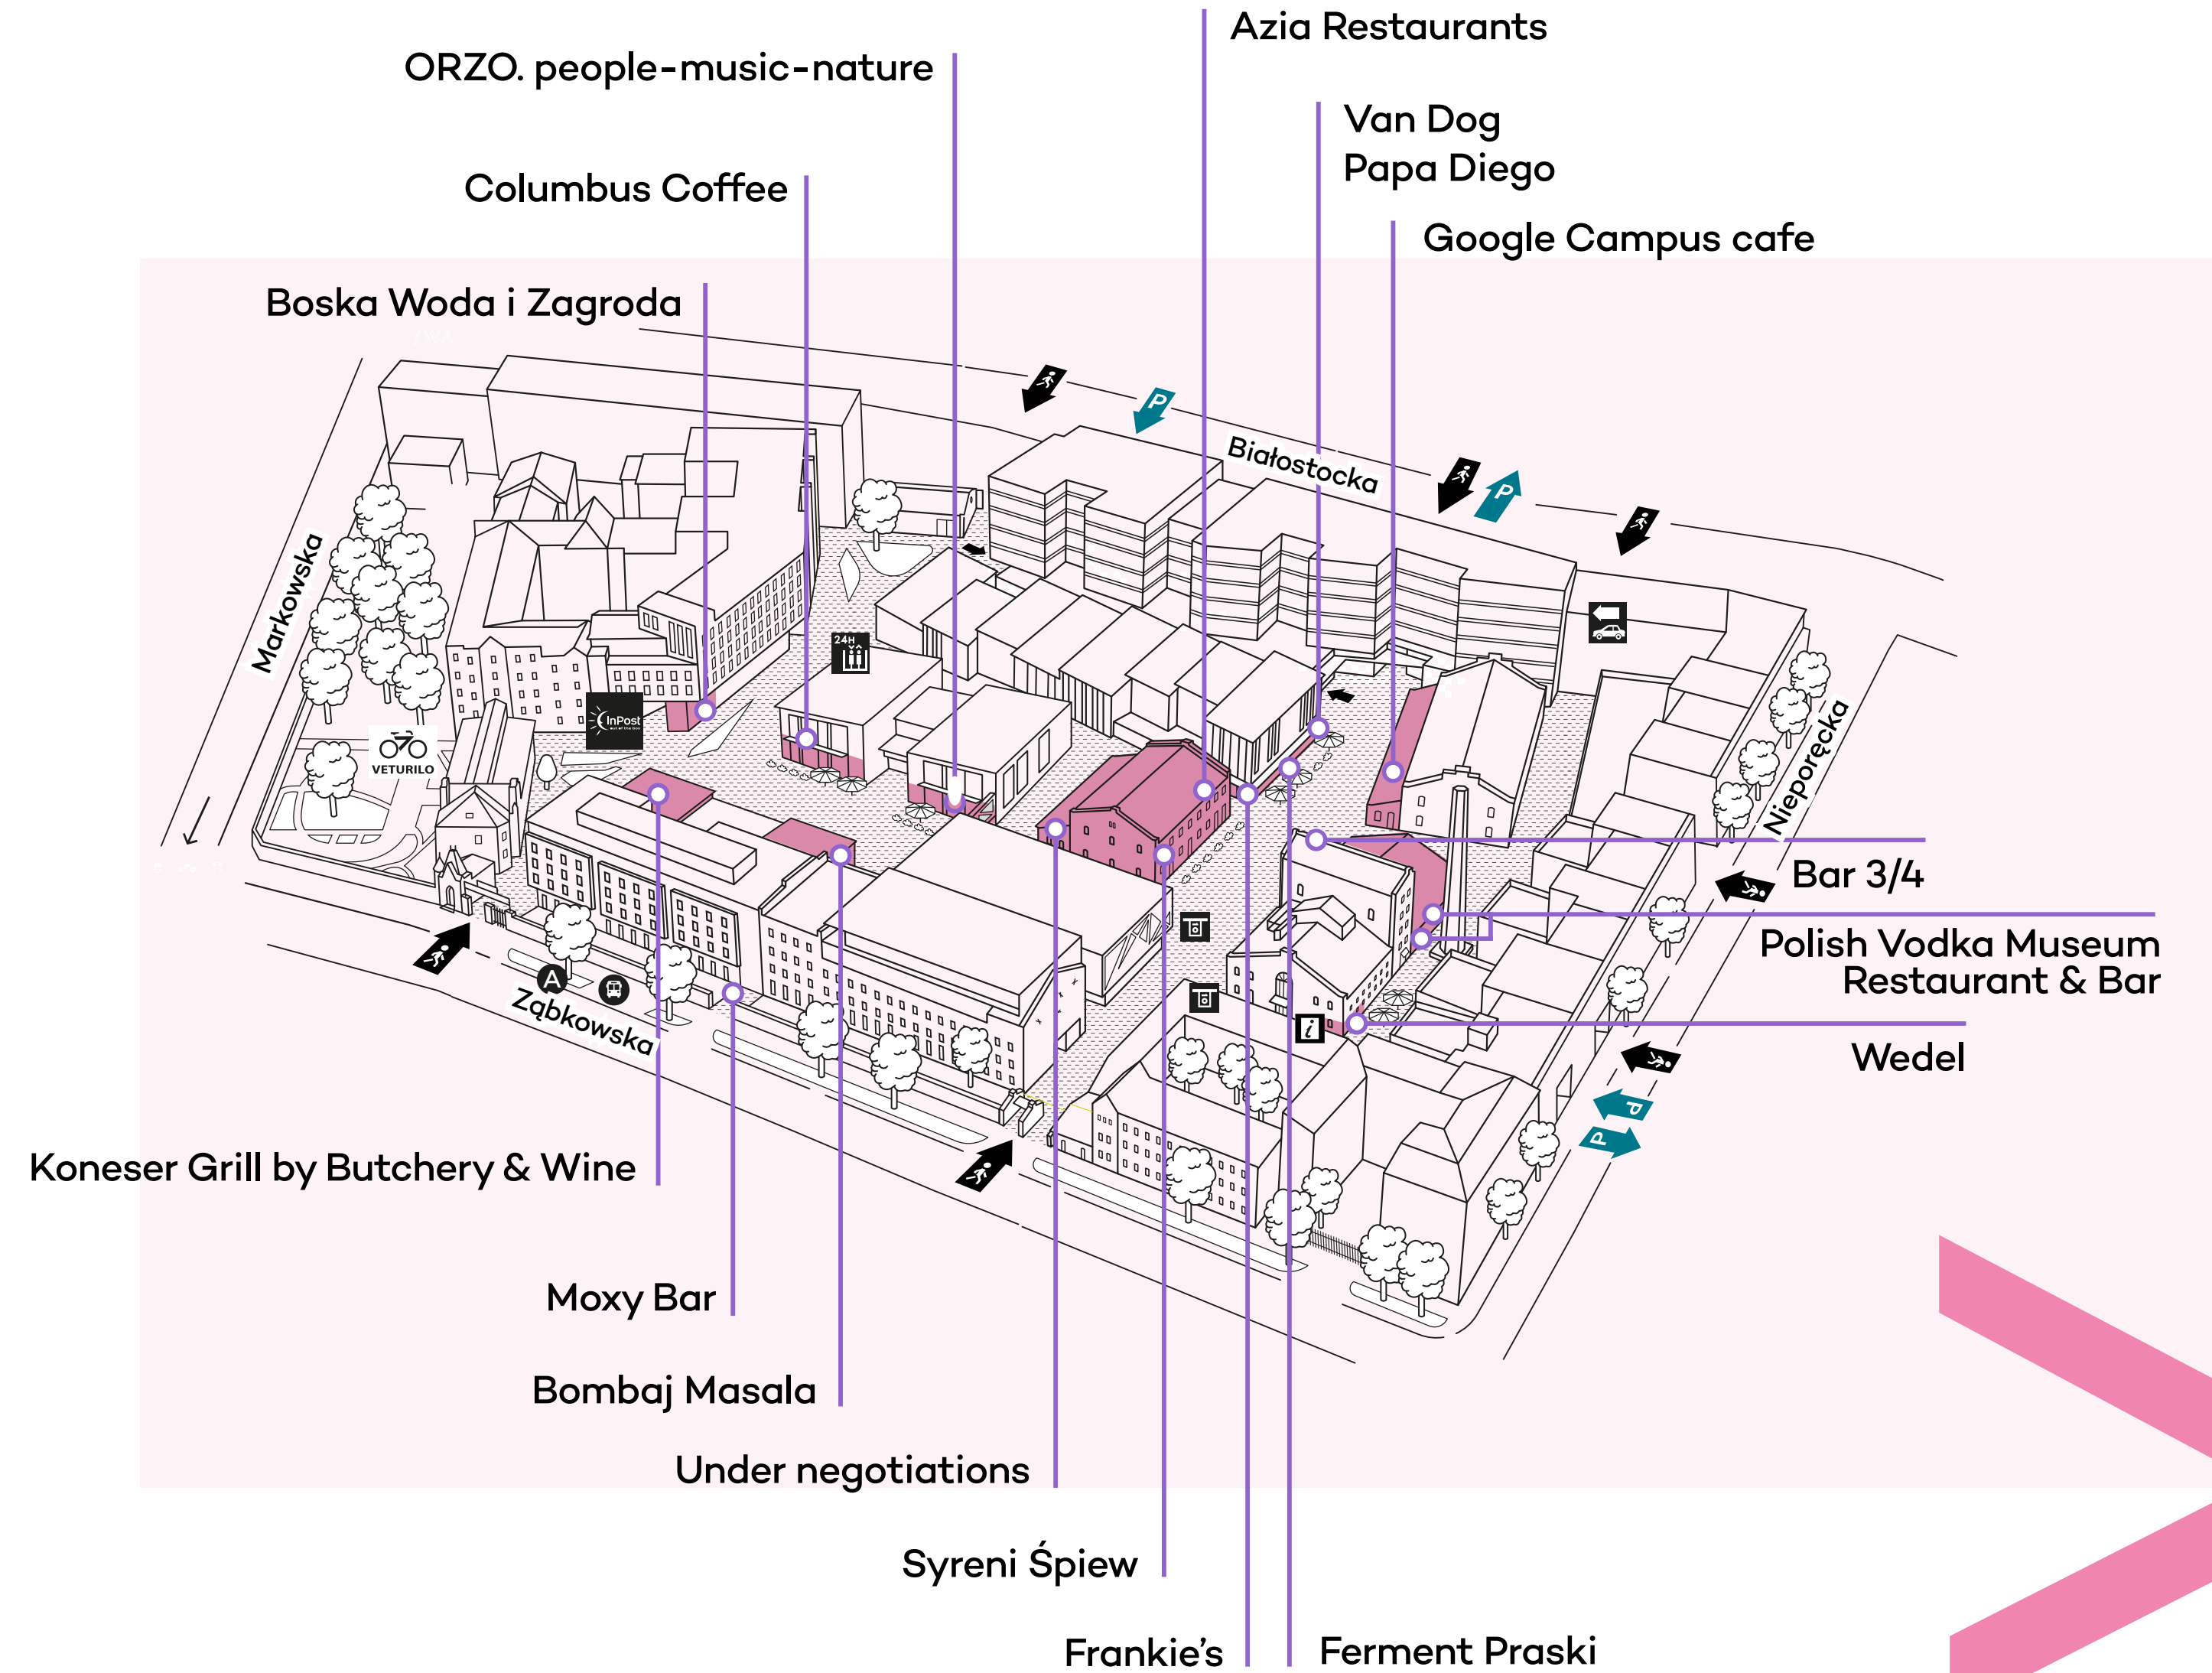 Azia Restaurants
ORZO. people-music-nature
Van Dog
Papa Diego
Columbus Coffee
Google Campus cafe
Boska Woda i Zagroda
P
Białostocka
P
Markowska
24H
InPost
VETURILO
Nieporęcka
Bar 3/4
Polish Vodka Museum
Restaurant & Bar
A
Ząbkowska
i
Wedel
P
P
Koneser Grill by Butchery & Wine
Moxy Bar
Bombaj Masala
Under negotiations
Syreni Śpiew
Frankie's
Ferment Praski